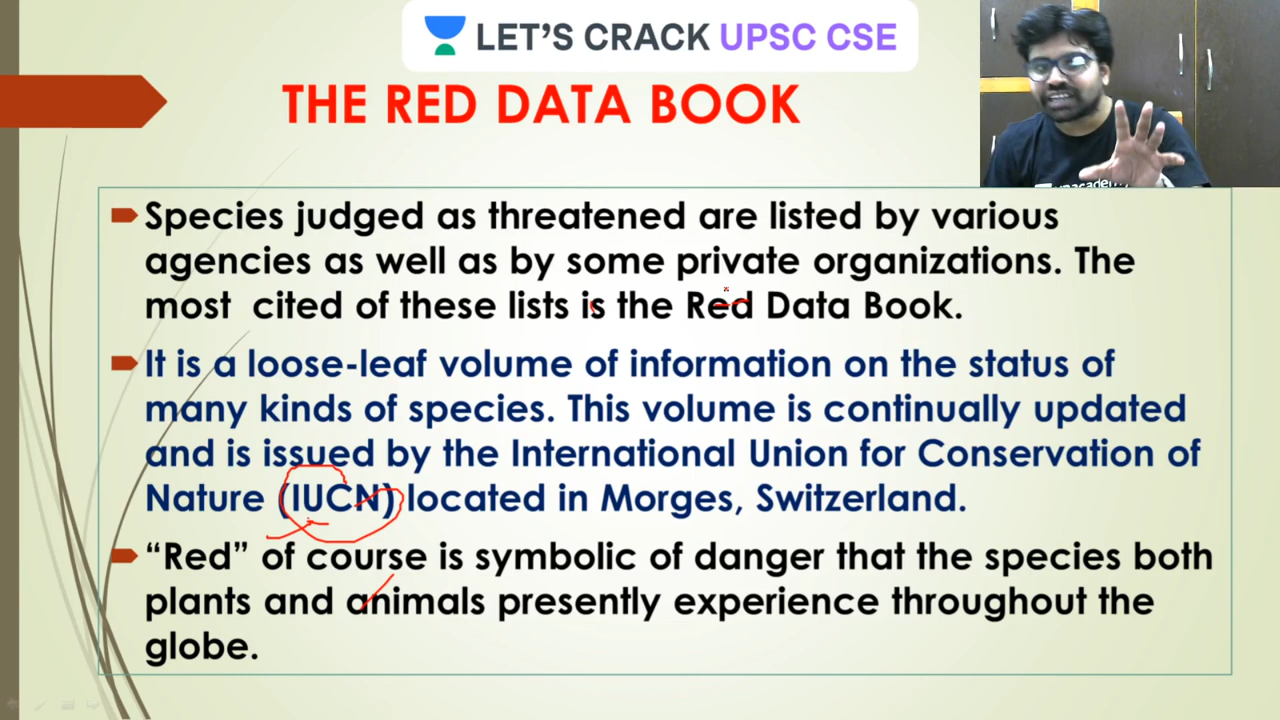 LET'S CRACK UPSC CSE
THE RED DATA BOOK
Species judged as threatened are listed by various
agencies as well as by some private organizations. The
most cited of these lists is the Red Data Book.
It is a loose-leaf volume of information on the status of
many kinds of species. This volume is continually updated
and is issued by the International Union for Conservation of
Nature (IUCN) located in Morges, Switzerland.
“Red” of course is symbolic of danger that the species both
plants and animals presently experience throughout the
globe.